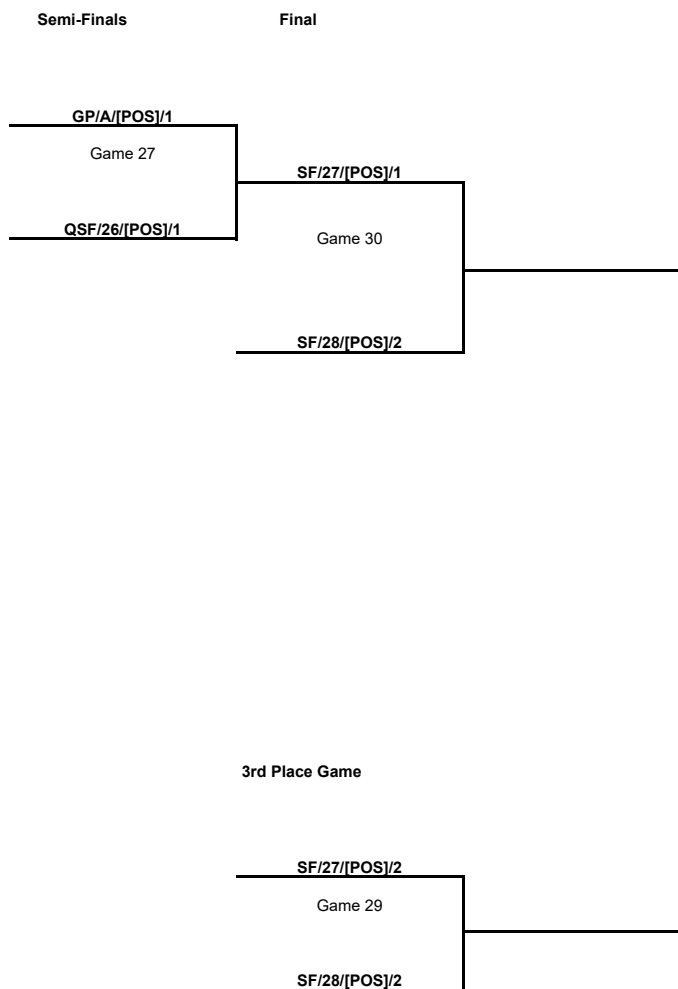 Semi-Finals Final
GP/A/[POS]/1
Game 27
SF/27/[POS]/1
QSF/26/[POS]/1
Game 30
SF/28/[POS]/2
3rd Place Game
SF/27/[POS]/2
Game 29
SF/28/[POS]/2